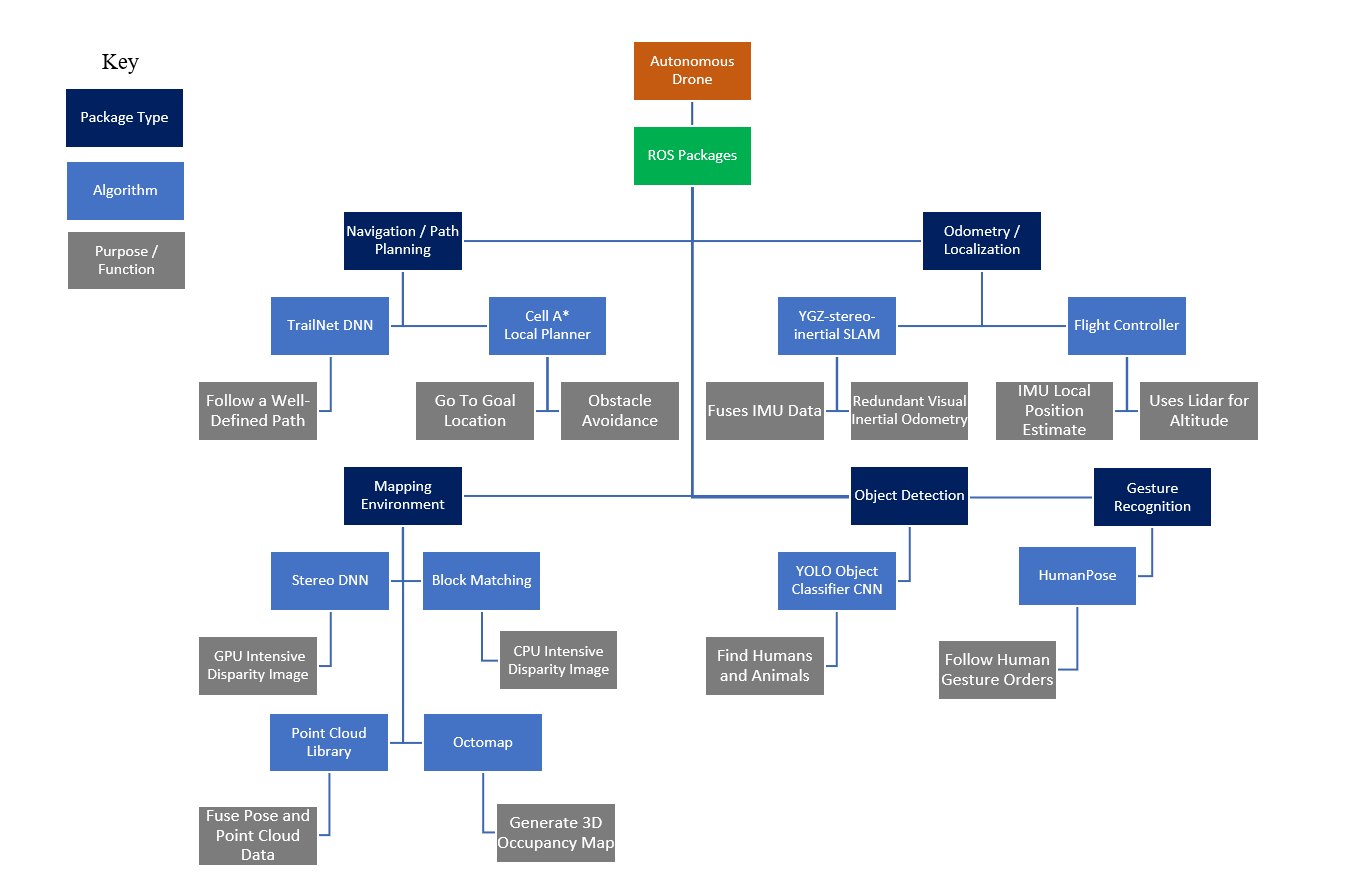 Key
Package Type
Algorithm
Purpose /
Function
Autonomous
Drone
ROS Packages
Navigation / Path
Planning
Odometry /
Localization
TrailNet DNN
Cell A*
Local Planner
YGZ-stereo-
inertial SLAM
Flight Controller
Follow a Well-
Defined Path
Go To Goal
Location
Obstacle
Avoidance
Fuses IMU Data
Redundant Visual
Inertial Odometry
IMU Local
Position
Estimate
Uses Lidar for
Altitude
Mapping
Environment
Object Detection
Gesture
Recognition
Stereo DNN
Block Matching
YOLO Object
Classifier CNN
HumanPose
GPU Intensive
Disparity Image
CPU Intensive
Disparity Image
Find Humans
and Animals
Follow Human
Gesture Orders
Point Cloud
Library
Octomap
Fuse Pose and
Point Cloud
Data
Generate 3D
Occupancy Map